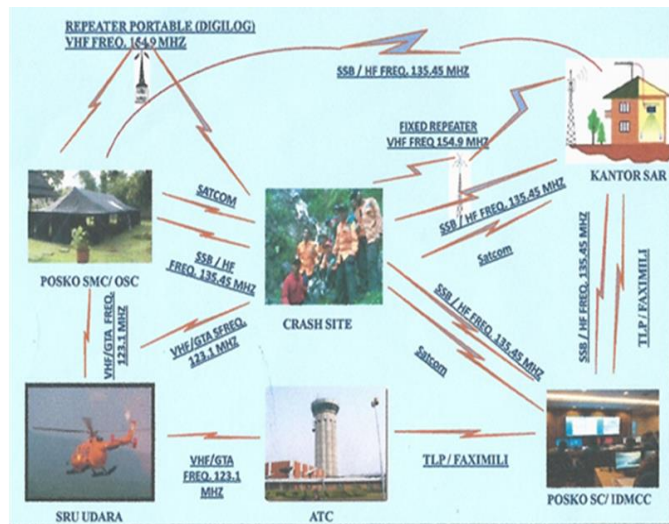 REPEATER PORTABLE (DIGILOG)
VHF FREQ. 154.9 MHZ
SSB / HF FREQ. 135.45 MHZ
FIXED REPEATER
VHF FREQ 154.9 MHZ
KANTOR SAR
SATCOM
SSB / HF
FREQ. 135.45 MHZ
SSB / HF FREQ. 135.45 MHZ
Satcom
POSKO SMC/ OSC
CRASH SITE
VHF/GTA FREQ.
123.1 MHZ
VHF/GTA SFREQ.
123.1 MHZ
SSB / HF FREQ. 135.45 MHZ
Satcom
SSB / HF FREQ. 135.45 MHZ
TLP / FAXIMILI
VHF/GTA
FREQ. 123.1
MHZ
TLP / FAXIMILI
SRU UDARA
ATC
POSKO SC/ IDMCC